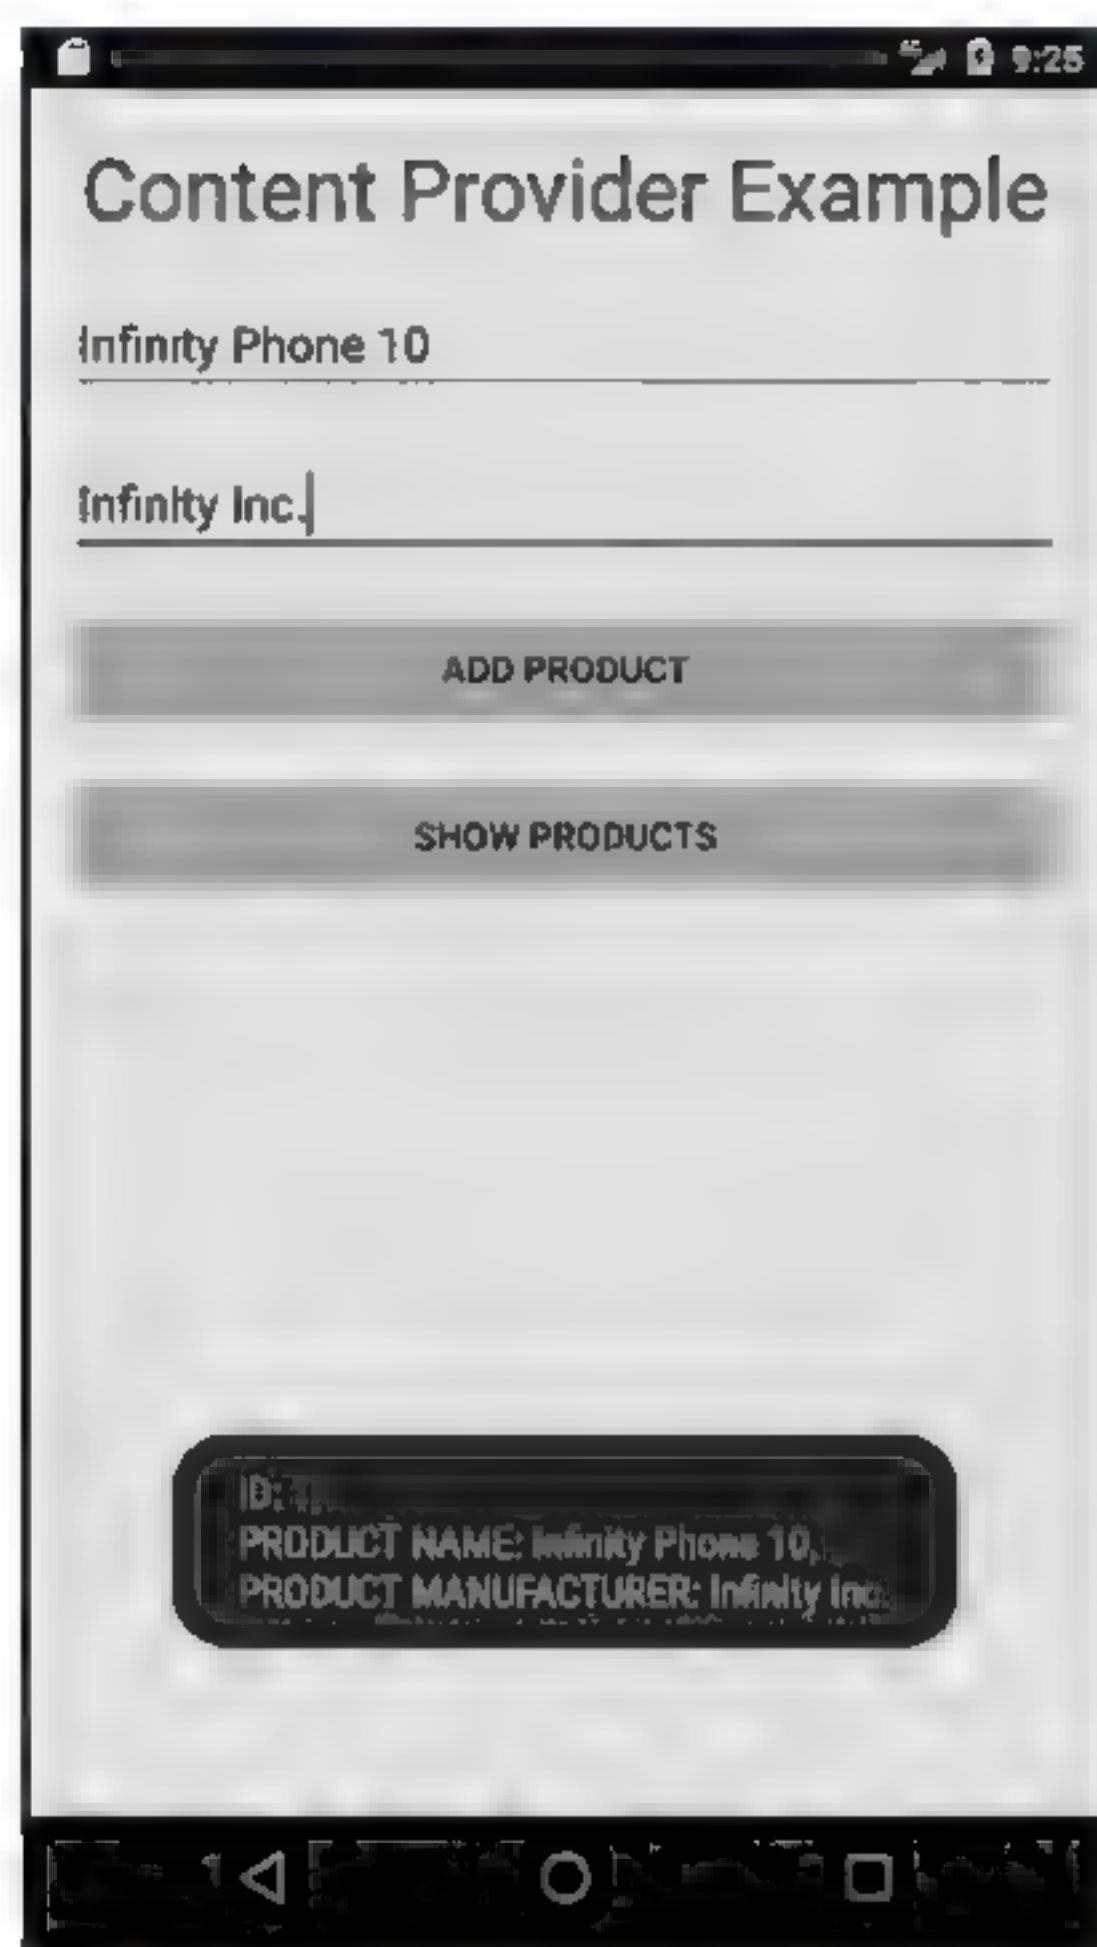 9:25
Content Provider Example
Infinity Phone 10
Infinity Inc.
ADD PRODUCT
SHOW PRODUCTS
ID:
PRODUCT NAME: Infinity Phone 10,
PRODUCT MANUFACTURER: Infinity Inc.